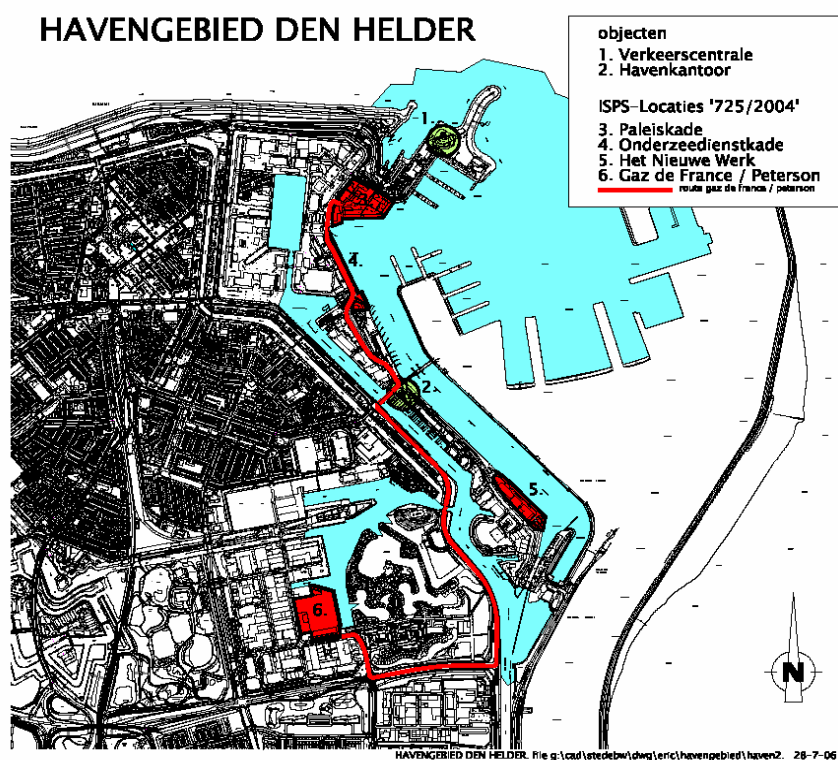 HAVENGEBIED DEN HELDER
objecten
1. Verkeerscentrale
2. Havenkantoor
ISPS-Locaties '725/2004'
3. Paleiskade
4. Onderzeedienstkade
5. Het Nieuwe Werk
6. Gaz de France / Peterson
route gaz de france / peterson
1.
4.
2.
5.
6.
N
HAVENGEBIED DEN HELDER. File g:\cad\stedebw\dwg\eric\havengebied\haven2. 26-7-06